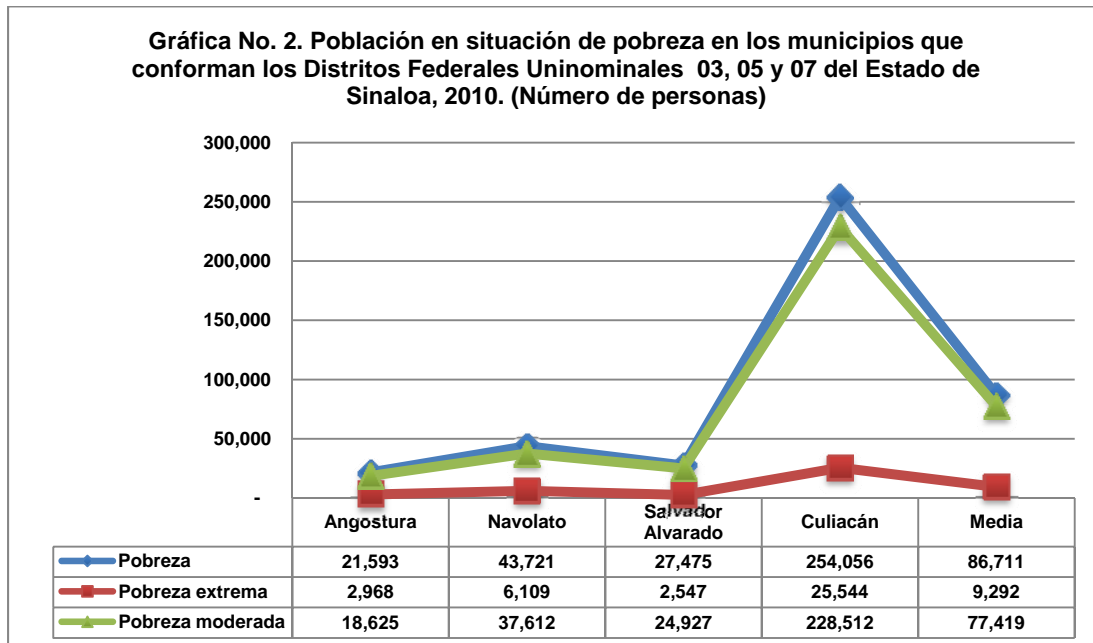 Gráfica No. 2. Población en situación de pobreza en los municipios que
conforman los Distritos Federales Uninominales 03, 05 y 07 del Estado de
Sinaloa, 2010. (Número de personas)
300,000
250,000
200,000
150,000
100,000
50,000
-
Angostura Navolato Salvador Alvarado Culiacán Media
Pobreza 21,593 43,721 27,475 254,056 86,711
Pobreza extrema 2,968 6,109 2,547 25,544 9,292
Pobreza moderada 18,625 37,612 24,927 228,512 77,419